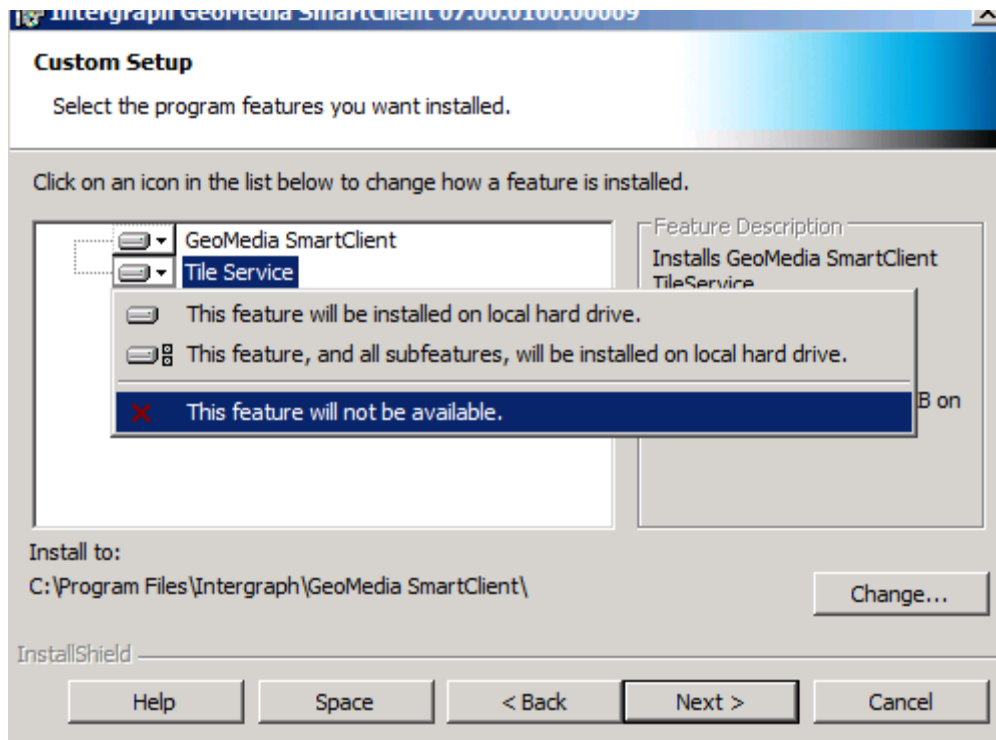 Intergraph GeoMedia SmartClient 07.00.0100.00009
Custom Setup
Select the program features you want installed.
Click on an icon in the list below to change how a feature is installed.
GeoMedia SmartClient
Tile Service
Feature Description
Installs GeoMedia SmartClient
TileService
This feature will be installed on local hard drive.
This feature, and all subfeatures, will be installed on local hard drive.
This feature will not be available.
B on
Install to:
C:\Program Files\Intergraph\GeoMedia SmartClient\
Change...
InstallShield
Help
Space
< Back
Next >
Cancel